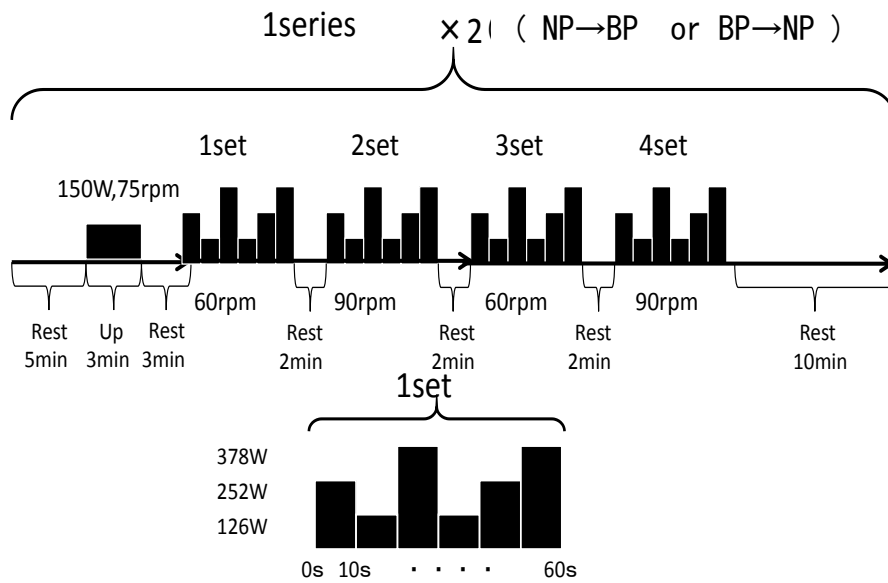 1series ×2( ( NP→BP or BP→NP )
1set 2set 3set 4set
150W,75rpm
60rpm 90rpm 60rpm 90rpm
Rest 5min
Up 3min
Rest 3min
Rest 2min
Rest 2min
Rest 2min
Rest 10min
1set
378W
252W
126W
0s 10s ・・・・ 60s